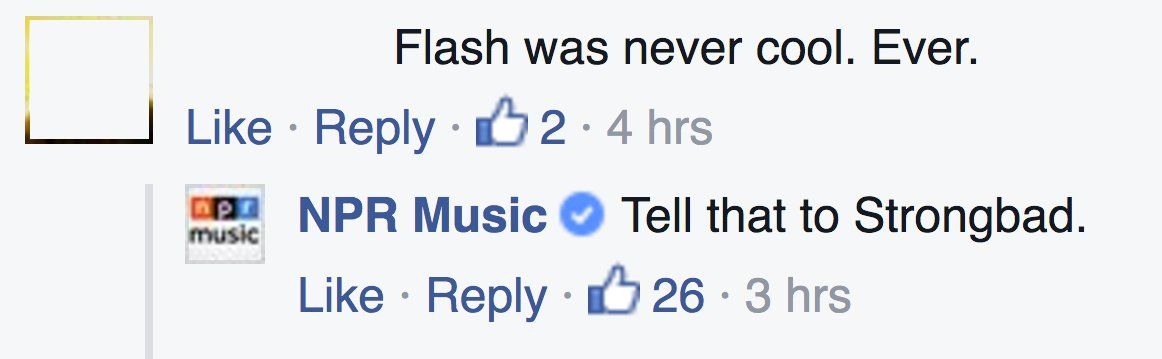 Flash was never cool. Ever.
Like · Reply · 2 · 4 hrs
npr
music
NPR Music Tell that to Strongbad.
Like · Reply · 26 · 3 hrs